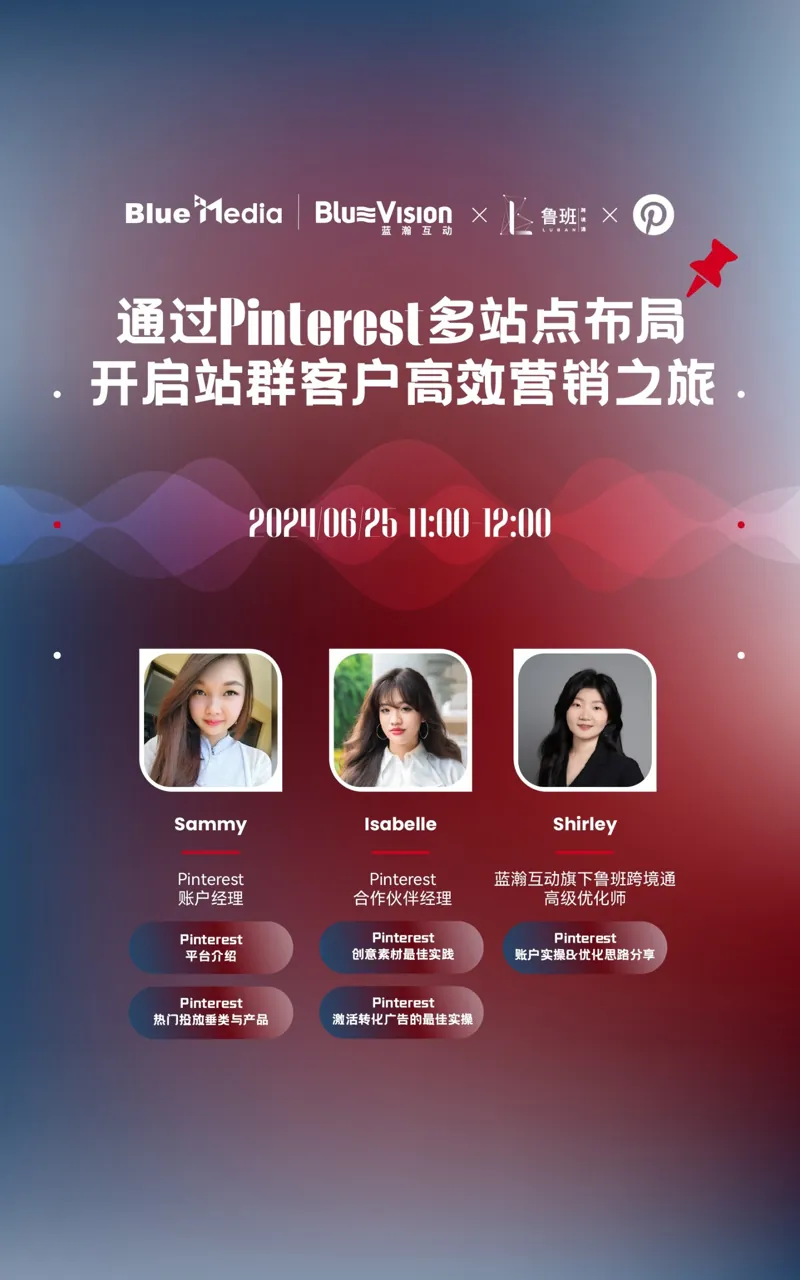 BlueMedia
BlueVision
蓝瀚互动
鲁班
LUBAN
跨境通
通过Pinterest多站点布局
开启站群客户高效营销之旅
2024/06/25 11:00-12:00
Sammy
Pinterest
账户经理
Pinterest
平台介绍
Pinterest
热门投放垂类与产品
Isabelle
Pinterest
合作伙伴经理
Pinterest
创意素材最佳实践
Pinterest
激活转化广告的最佳实操
Shirley
蓝瀚互动旗下鲁班跨境通
高级优化师
Pinterest
账户实操&优化思路分享